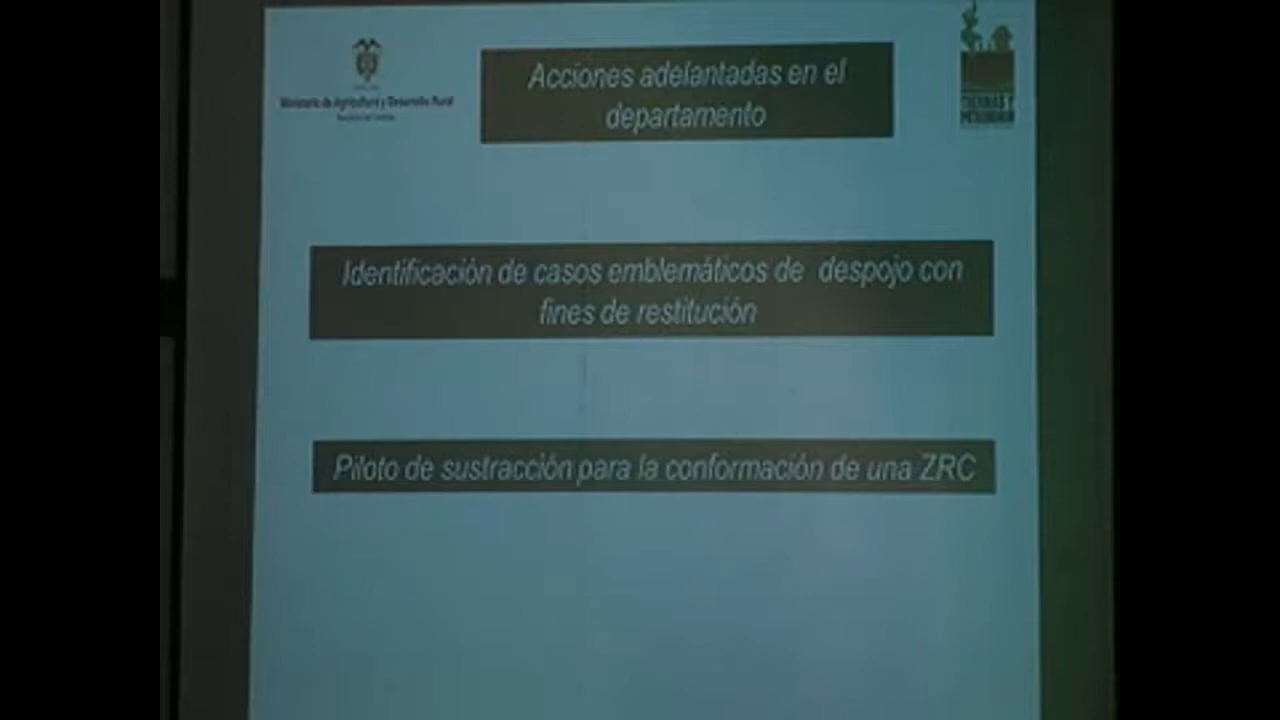 Ministerio de Agricultura y Desarrollo Rural
Acciones adelantadas en el
departamento
TIERRAS Y
Identificación de casos emblemáticos de despojo con
fines de restitución
Piloto de sustracción para la conformación de una ZRC